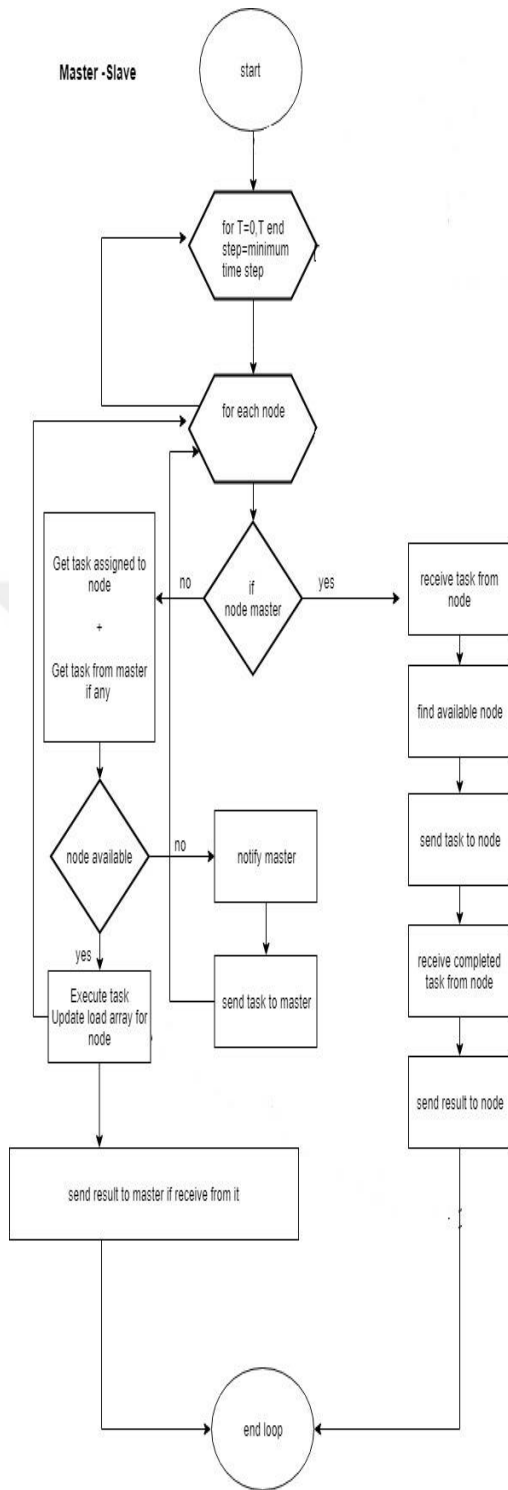 Master -Slave
start
for T=0,T end
step=minimum
time step
for each node
if
node master
no
yes
Get task assigned to
node
+
Get task from master
if any
receive task from
node
find available node
send task to node
receive completed
task from node
send result to node
node available
no
yes
notify master
send task to master
Execute task
Update load array for
node
send result to master if receive from it
end loop